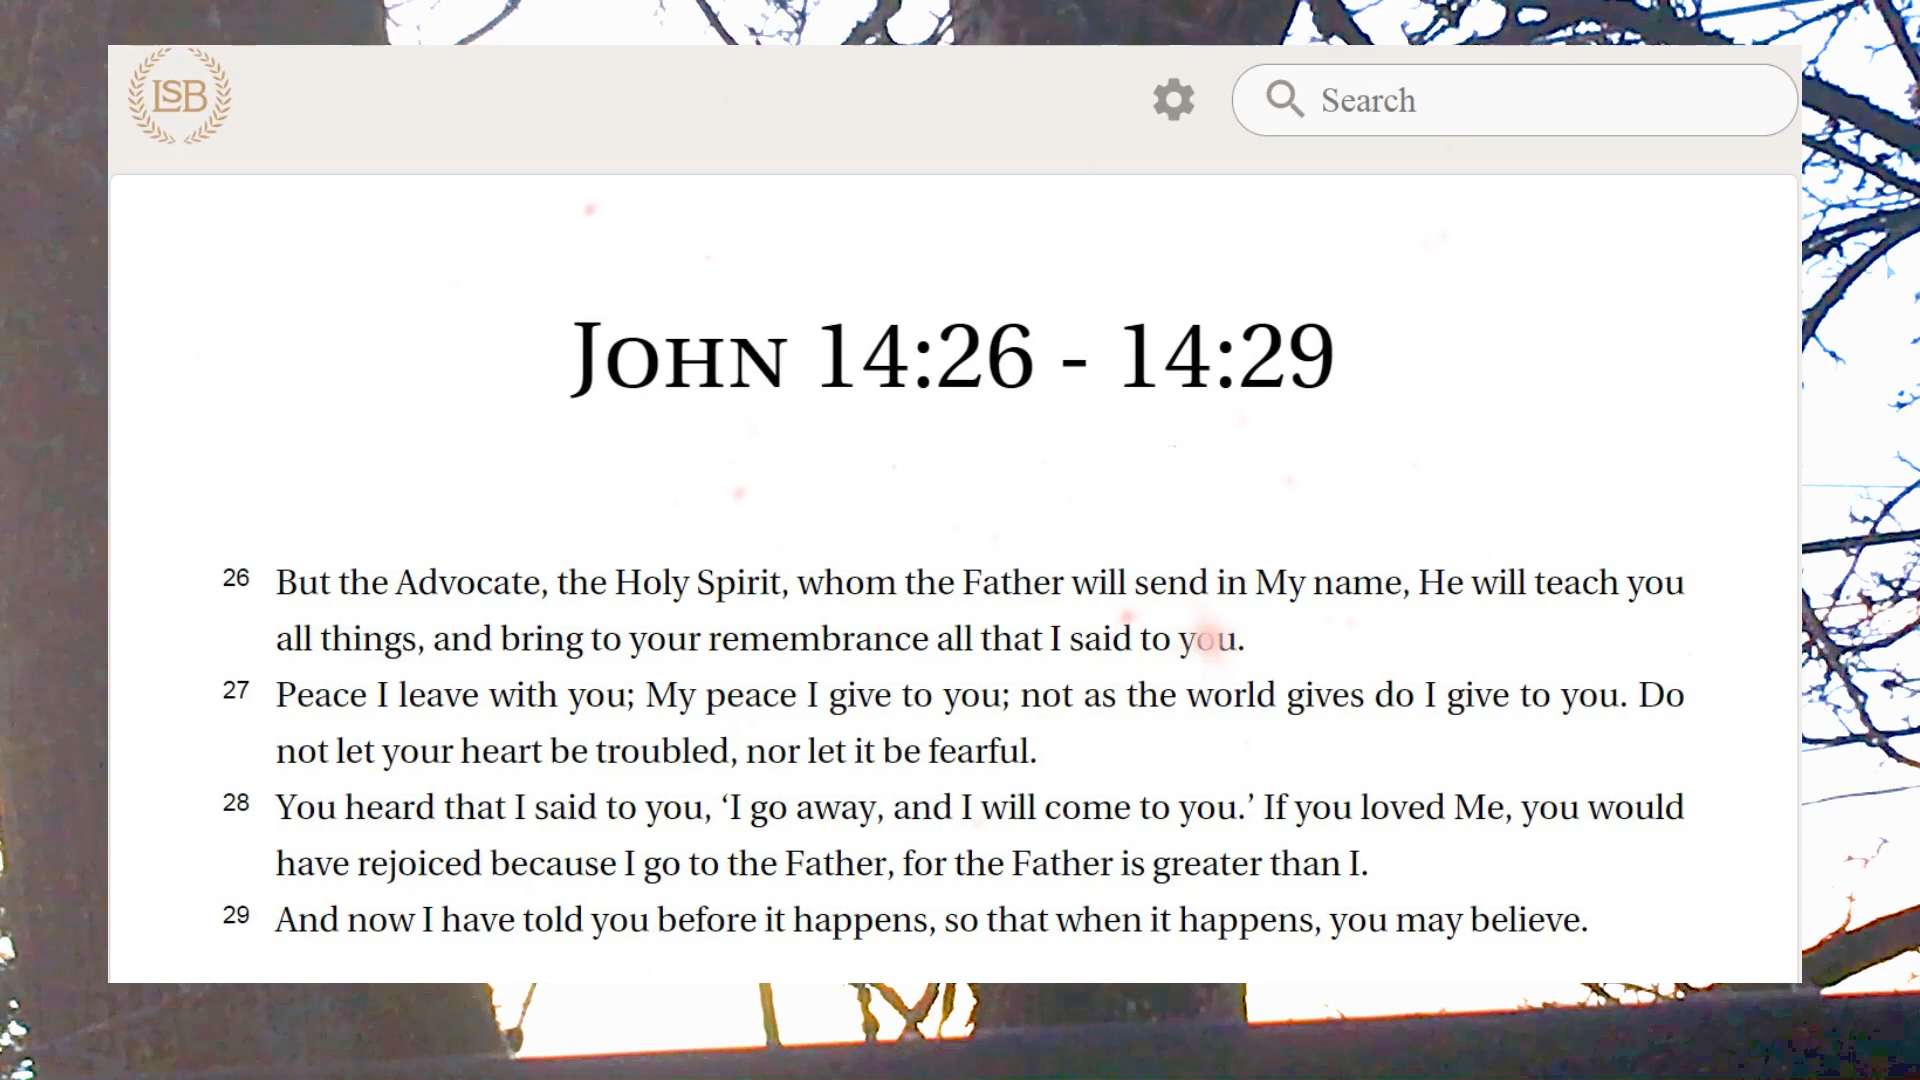 LSB
Search
John 14:26 - 14:29
26 But the Advocate, the Holy Spirit, whom the Father will send in My name, He will teach you
all things, and bring to your remembrance all that I said to you.
27 Peace I leave with you; My peace I give to you; not as the world gives do I give to you. Do
not let your heart be troubled, nor let it be fearful.
28 You heard that I said to you, ‘I go away, and I will come to you.’ If you loved Me, you would
have rejoiced because I go to the Father, for the Father is greater than I.
29 And now I have told you before it happens, so that when it happens, you may believe.